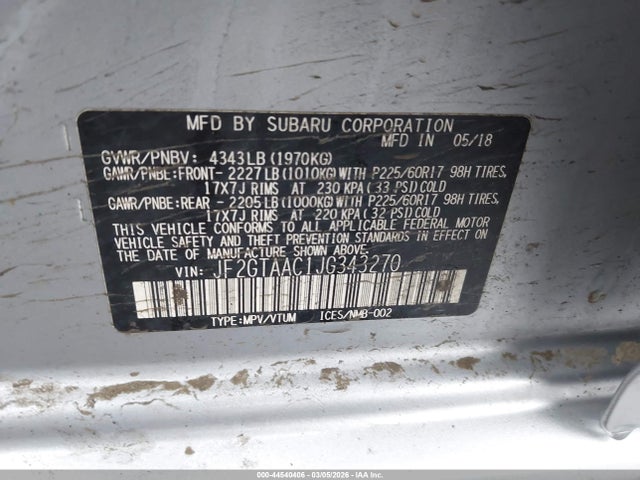 MFD BY SUBARU CORPORATION
MFD IN 05/18
GVWR/PNBV: 4343LB (1970KG)
GAWR/PNBE:FRONT- 2227LB (1010KG) WITH P225/60R17 98H TIRES,
17X7J RIMS AT 230 KPA (33 PSI) COLD
GAWR/PNBE:REAR - 2205LB (1000KG) WITH P225/60R17 98H TIRES,
17X7J RIMS AT 220 KPA (32 PSI) COLD
THIS VEHICLE CONFORMS TO ALL APPLICABLE FEDERAL MOTOR
VEHICLE SAFETY AND THEFT PREVENTION STANDARDS IN EFFECT ON
THE DATE OF MANUFACTURE SHOWN ABOVE.
VIN: JF2GTAAC1JG343270
TYPE:MPV/VTUM ICES/NMB-002
000-44540406 - 03/05/2026 - IAA Inc.